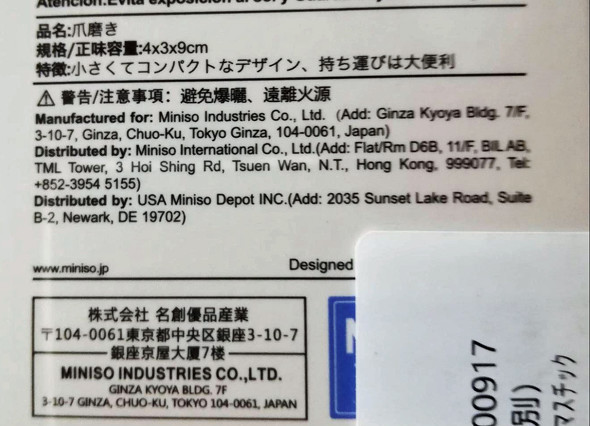 品名:爪磨き
規格/正味容量:4x3x9cm
特徴:小さくてコンパクトなデザイン、持ち運びは大便利
⚠ 警告/注意事項：避免爆曬、遠離火源
Manufactured for: Miniso Industries Co., Ltd. (Add: Ginza Kyoya Bldg. 7/F,
3-10-7, Ginza, Chuo-Ku, Tokyo Ginza, 104-0061, Japan)
Distributed by: Miniso International Co., Ltd.(Add: Flat/Rm D6B, 11/F, BIL AB,
TML Tower, 3 Hoi Shing Rd, Tsuen Wan, N.T., Hong Kong, 999077, Tel:
+852-3954 5155)
Distributed by: USA Miniso Depot INC.(Add: 2035 Sunset Lake Road, Suite
B-2, Newark, DE 19702)
www.miniso.jp
Designed
株式会社 名創優品産業
〒104-0061東京都中央区銀座3-10-7
銀座京屋大厦7楼
MINISO INDUSTRIES CO.,LTD.
GINZA KYOYA BLDG. 7F
3-10-7 GINZA, CHUO-KU, TOKYO 104-0061, JAPAN
00917
別)
マスチック